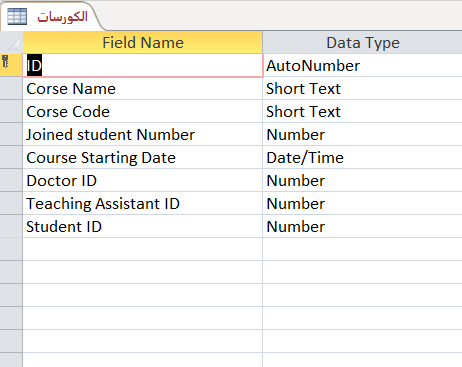 الكورسات
Field Name Data Type
ID AutoNumber
Corse Name Short Text
Corse Code Short Text
Joined student Number Number
Course Starting Date Date/Time
Doctor ID Number
Teaching Assistant ID Number
Student ID Number